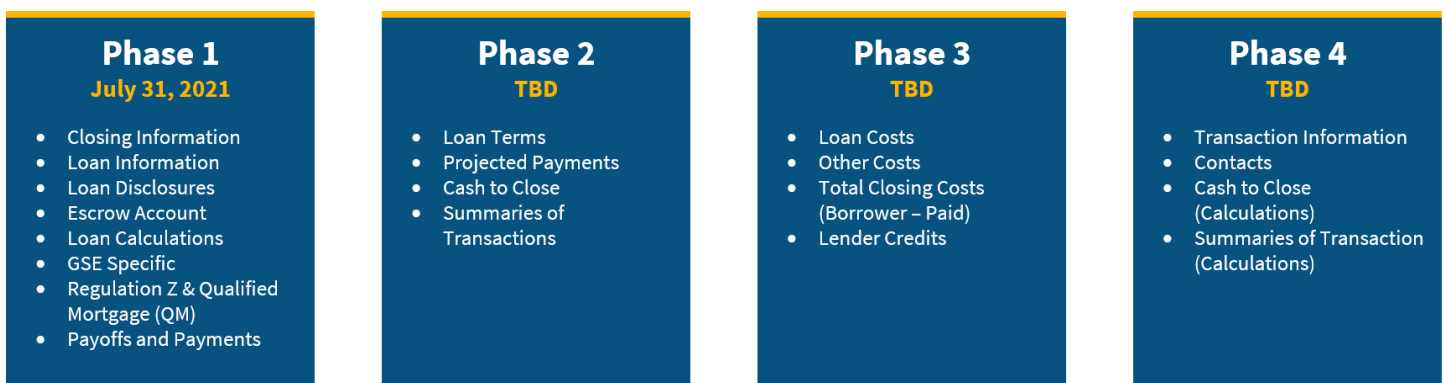 Phase 1
July 31, 2021
• Closing Information
• Loan Information
• Loan Disclosures
• Escrow Account
• Loan Calculations
• GSE Specific
• Regulation Z & Qualified
Mortgage (QM)
• Payoffs and Payments
Phase 2
TBD
• Loan Terms
• Projected Payments
• Cash to Close
• Summaries of
Transactions
Phase 3
TBD
• Loan Costs
• Other Costs
• Total Closing Costs
(Borrower – Paid)
• Lender Credits
Phase 4
TBD
• Transaction Information
• Contacts
• Cash to Close
(Calculations)
• Summaries of Transaction
(Calculations)